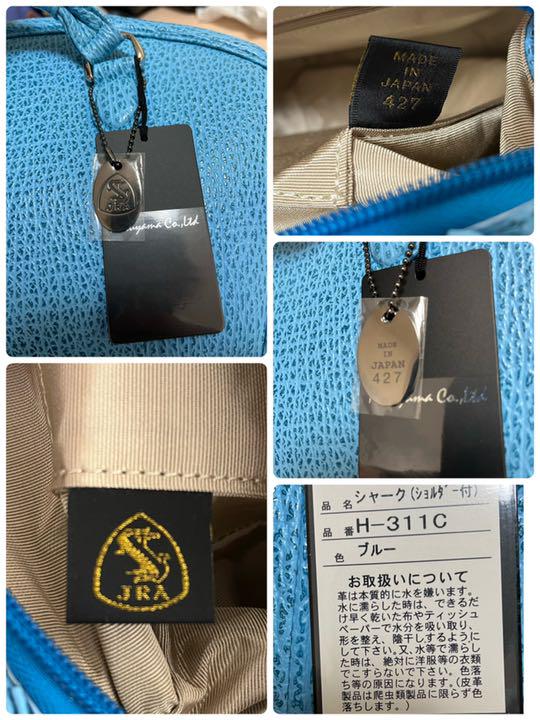 JRA
uyama Co.,Ltd
MADE
IN
JAPAN
427
MADE
IN
JAPAN
427
yama Co.,Ltd
JRA
品名 シャーク(ショルダー付)
品番 H-311C
色 ブルー
お取扱いについて
革は本質的に水を嫌います。
水に濡らした時は、できるだ
け早く乾いた布やティッシュ
ペーパーで水分を吸い取り、
形を整え、陰干しするように
して下さい。又、水等で濡らし
た時は、絶対に洋服等の衣類
でこすらないで下さい。色落
ち等の原因になります。(皮革
製品は爬虫類製品に限らず色
落ちします。)